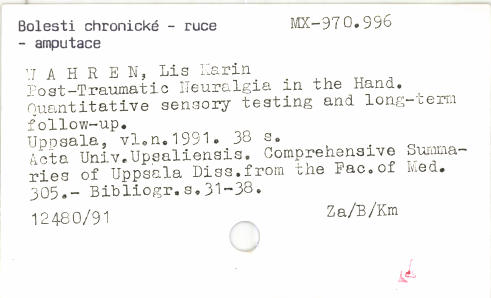 Bolesti chronické - ruce
MX-970.996
- amputace
WAHREN, Lis Karin
Post-Traumatic Neuralgia in the Hand.
Quantitative sensory testing and long-term
follow-up.
Uppsala, vl.n.1991. 38 s.
Acta Univ.Upsaliensis. Comprehensive Summa-
ries of Uppsala Diss.from the Fac.of Med.
305.- Bibliogr.s.31-38.
12480/91
Za/B/Km